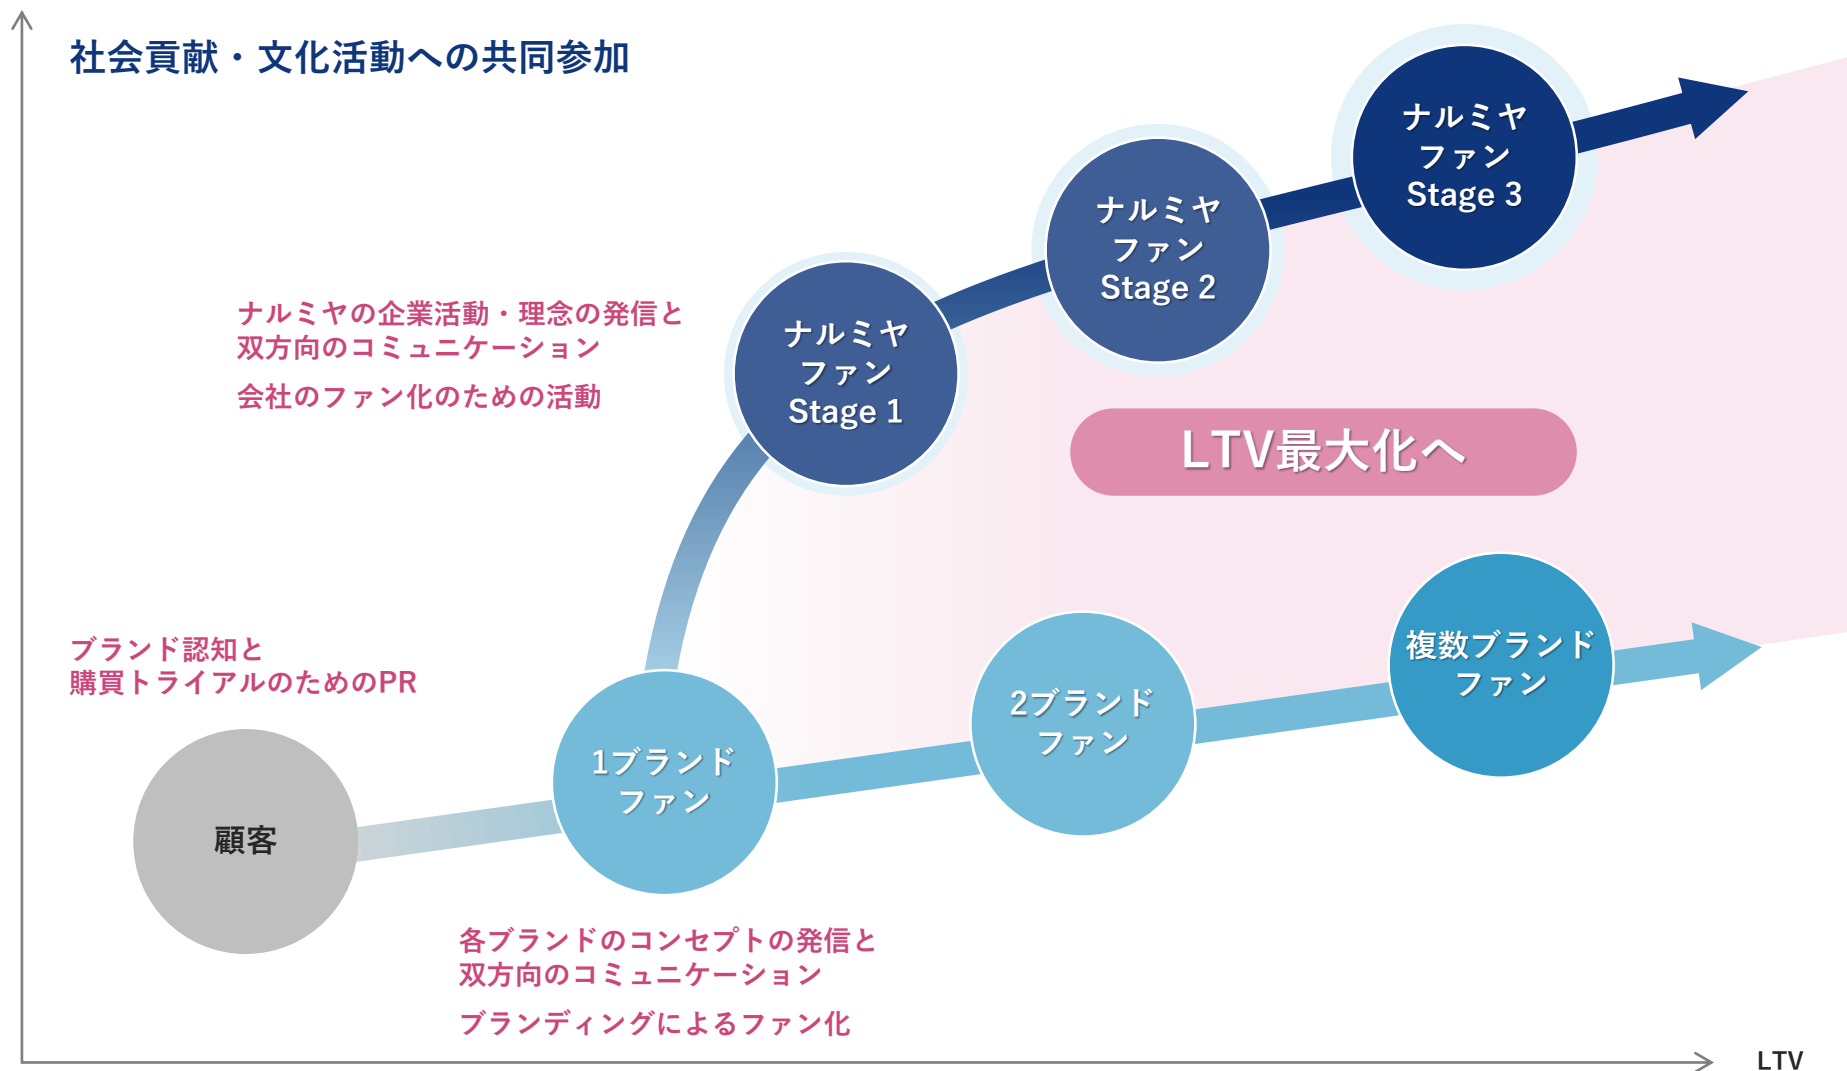 社会貢献・文化活動への共同参加
ナルミヤ
ファン
Stage 3
ナルミヤ
ファン
Stage 2
ナルミヤ
ファン
Stage 1
ナルミヤの企業活動・理念の発信と
双方向のコミュニケーション
会社のファン化のための活動
LTV最大化へ
ブランド認知と
購買トライアルのためのPR
顧客
1ブランド
ファン
2ブランド
ファン
複数ブランド
ファン
各ブランドのコンセプトの発信と
双方向のコミュニケーション
ブランディングによるファン化
LTV